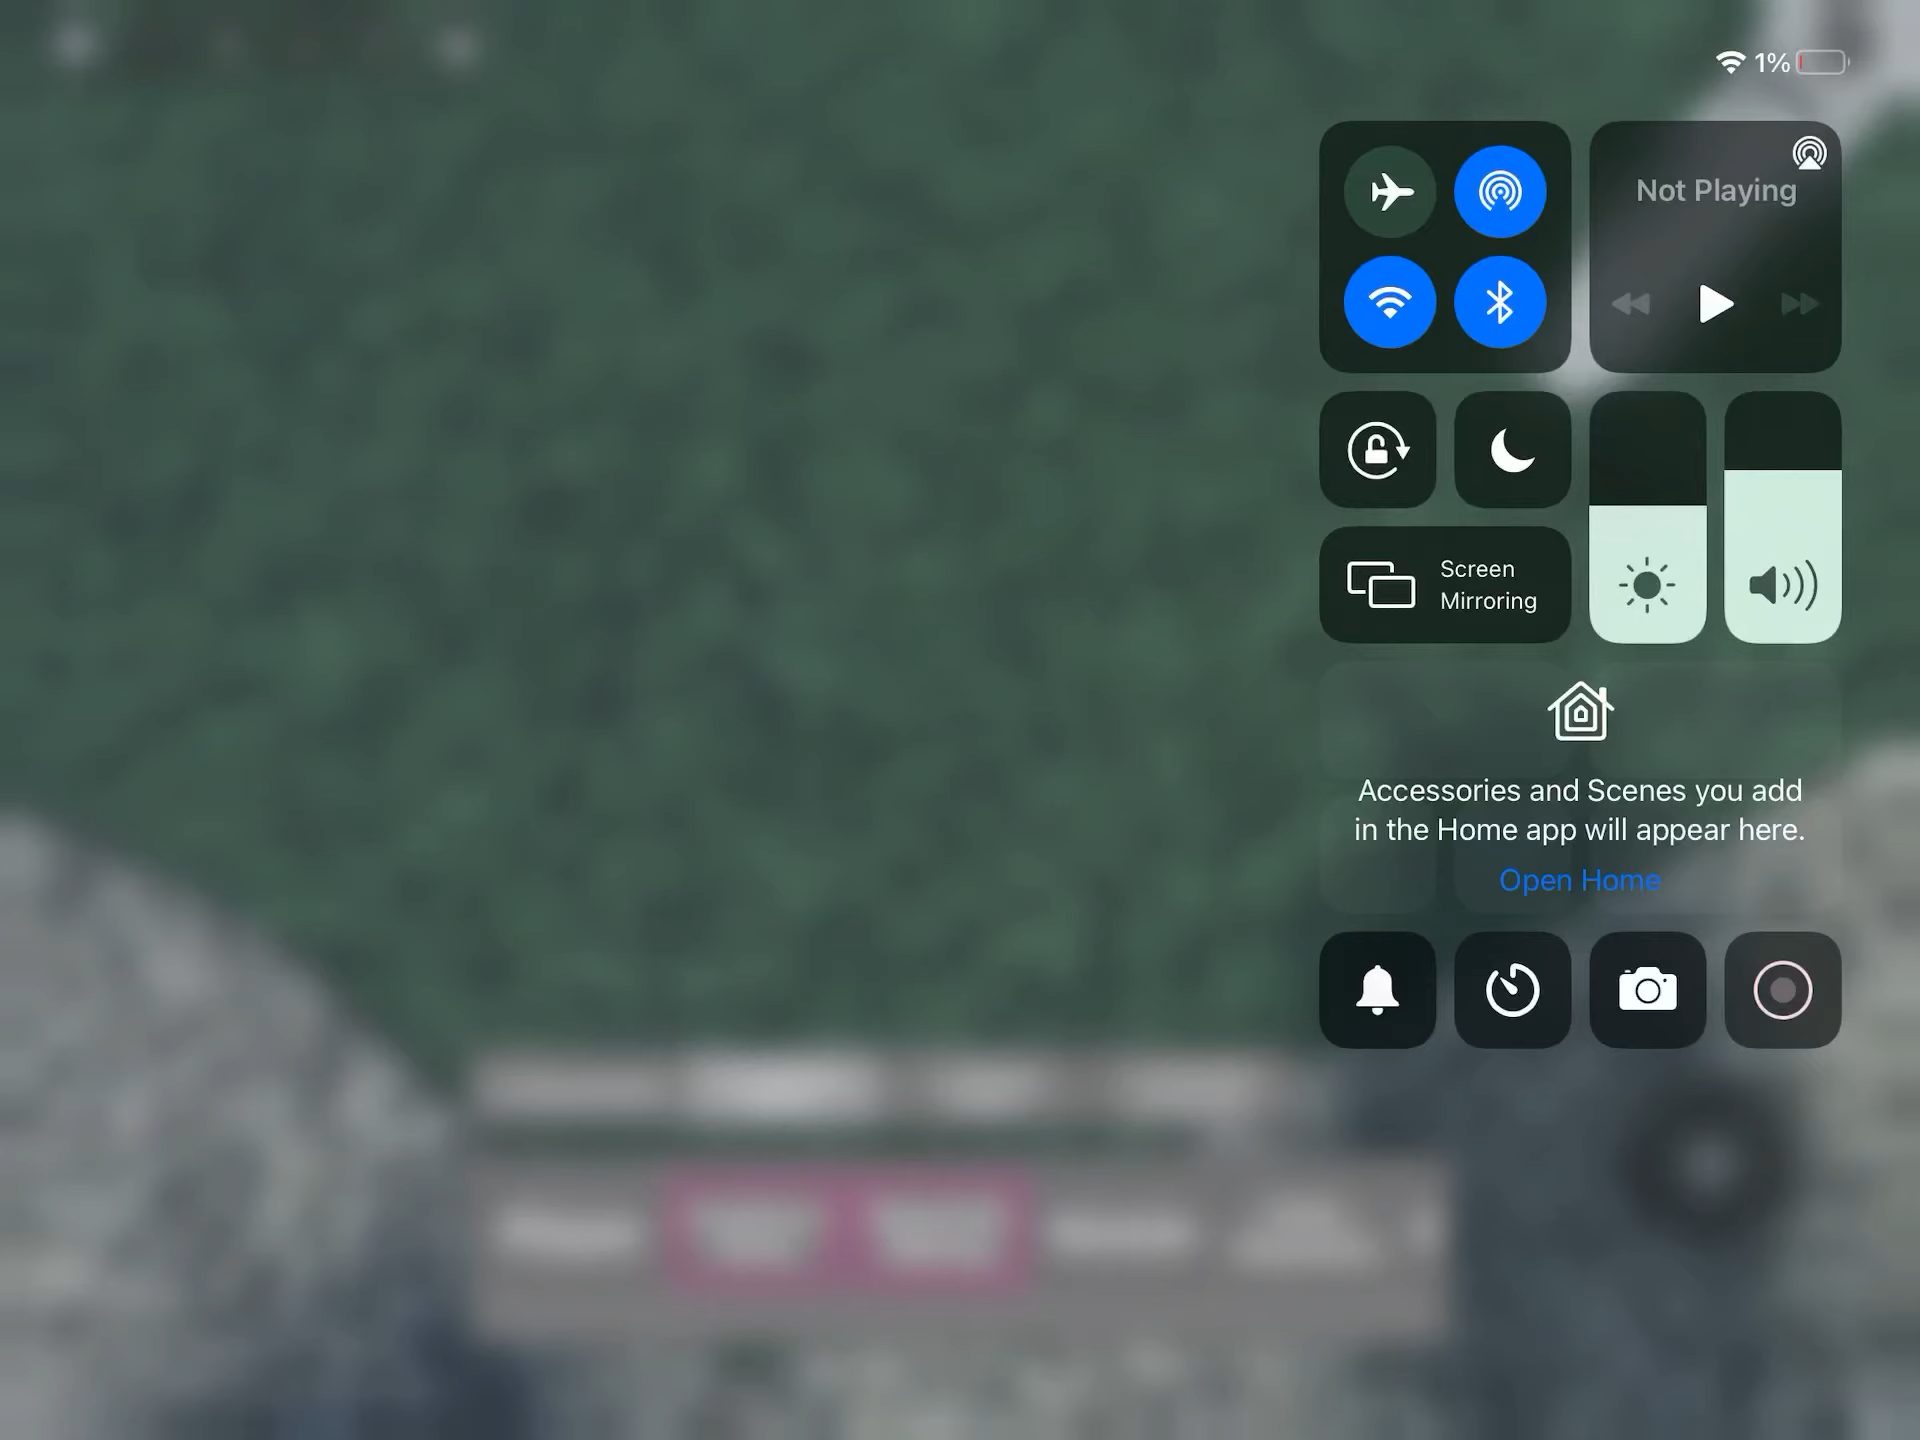 1%
Not Playing
Screen
Mirroring
Accessories and Scenes you add
in the Home app will appear here.
Open Home